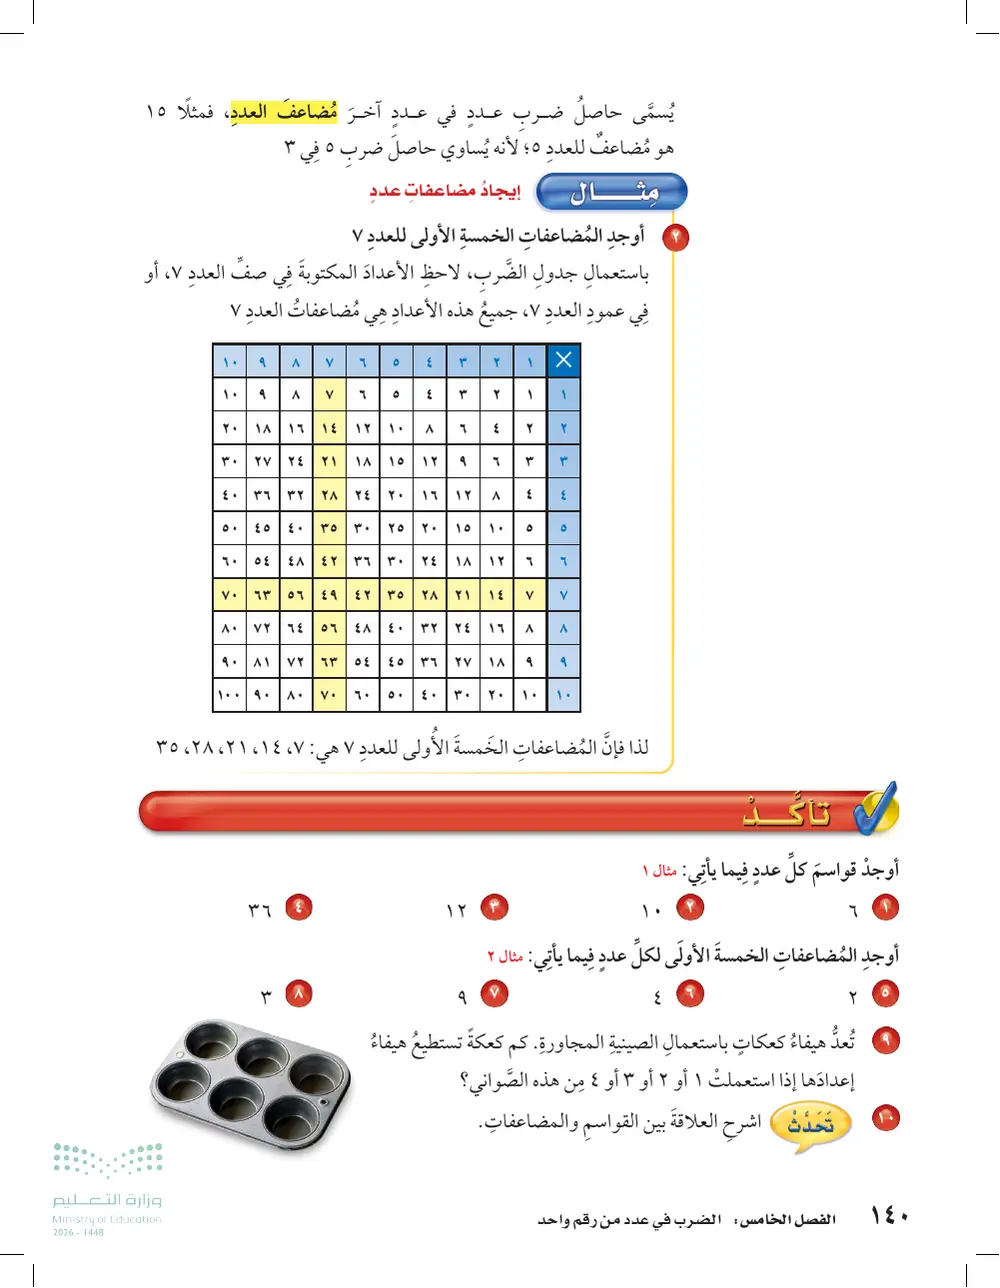 يُسمَّى حاصلُ ضربِ عددٍ في عددٍ آخرَ مُضاعفَ العددِ، فمثلًا ١٥
هو مُضاعفٌ للعددِ ٥؛ لأنه يُساوي حاصلَ ضربِ ٥ فِي ٣
مِثـــال إيجادُ مضاعفاتِ عددٍ
٢ أوجدِ المُضاعفاتِ الخمسةِ الأولى للعددِ ٧
باستعمالِ جدولِ الضَّربِ، لاحظِ الأعدادَ المكتوبةَ فِي صفِّ العددِ ٧، أو
فِي عمودِ العددِ ٧، جميعُ هذه الأعدادِ هِي مُضاعفاتُ العددِ ٧
× ١ ٢ ٣ ٤ ٥ ٦ ٧ ٨ ٩ ١٠
١ ١ ٢ ٣ ٤ ٥ ٦ ٧ ٨ ٩ ١٠
٢ ٢ ٤ ٦ ٨ ١٠ ١٢ ١٤ ١٦ ١٨ ٢٠
٣ ٣ ٦ ٩ ١٢ ١٥ ١٨ ٢١ ٢٤ ٢٧ ٣٠
٤ ٤ ٨ ١٢ ١٦ ٢٠ ٢٤ ٢٨ ٣٢ ٣٦ ٤٠
٥ ٥ ١٠ ١٥ ٢٠ ٢٥ ٣٠ ٣٥ ٤٠ ٤٥ ٥٠
٦ ٦ ١٢ ١٨ ٢٤ ٣٠ ٣٦ ٤٢ ٤٨ ٥٤ ٦٠
٧ ٧ ١٤ ٢١ ٢٨ ٣٥ ٤٢ ٤٩ ٥٦ ٦٣ ٧٠
٨ ٨ ١٦ ٢٤ ٣٢ ٤٠ ٤٨ ٥٦ ٦٤ ٧٢ ٨٠
٩ ٩ ١٨ ٢٧ ٣٦ ٤٥ ٥٤ ٦٣ ٧٢ ٨١ ٩٠
١٠ ١٠ ٢٠ ٣٠ ٤٠ ٥٠ ٦٠ ٧٠ ٨٠ ٩٠ ١٠٠
لذا فإنَّ المُضاعفاتِ الخَمسةَ الأُولى للعددِ ٧ هي: ٧، ١٤، ٢١، ٢٨، ٣٥
تأكَّـــدْ
أوجدْ قواسمَ كلِّ عددٍ فِيما يأتِي: مثال ١
١ ٦ ٢ ١٠ ٣ ١٢ ٤ ٣٦
أوجدِ المُضاعفاتِ الخمسةَ الأولَى لكلِّ عددٍ فِيما يأتِي: مثال ٢
٥ ٢ ٦ ٤ ٧ ٩ ٨ ٣
٩ تُعدُّ هيفاءُ كعكاتٍ باستعمالِ الصينيةِ المجاورةِ. كم كعكةً تستطيعُ هيفاءُ
إعدادَها إذا استعملتْ ١ أو ٢ أو ٣ أو ٤ مِن هذه الصَّواني؟
١٠ تَحَدَّثْ اشرحِ العلاقةَ بين القواسمِ والمضاعفاتِ.
وزارة التعـــليم
Ministry of Education
2026 - 1448
١٤٠ الفصل الخامس: الضرب في عدد من رقم واحد